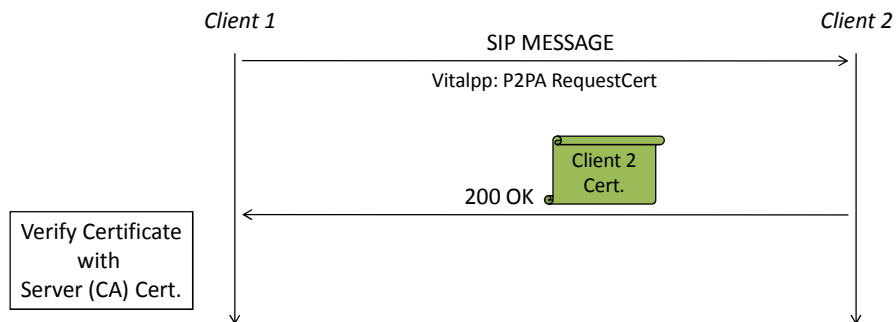 Client 1
Client 2
SIP MESSAGE
Vitalpp: P2PA RequestCert
Client 2
Cert.
200 OK
Verify Certificate
with
Server (CA) Cert.